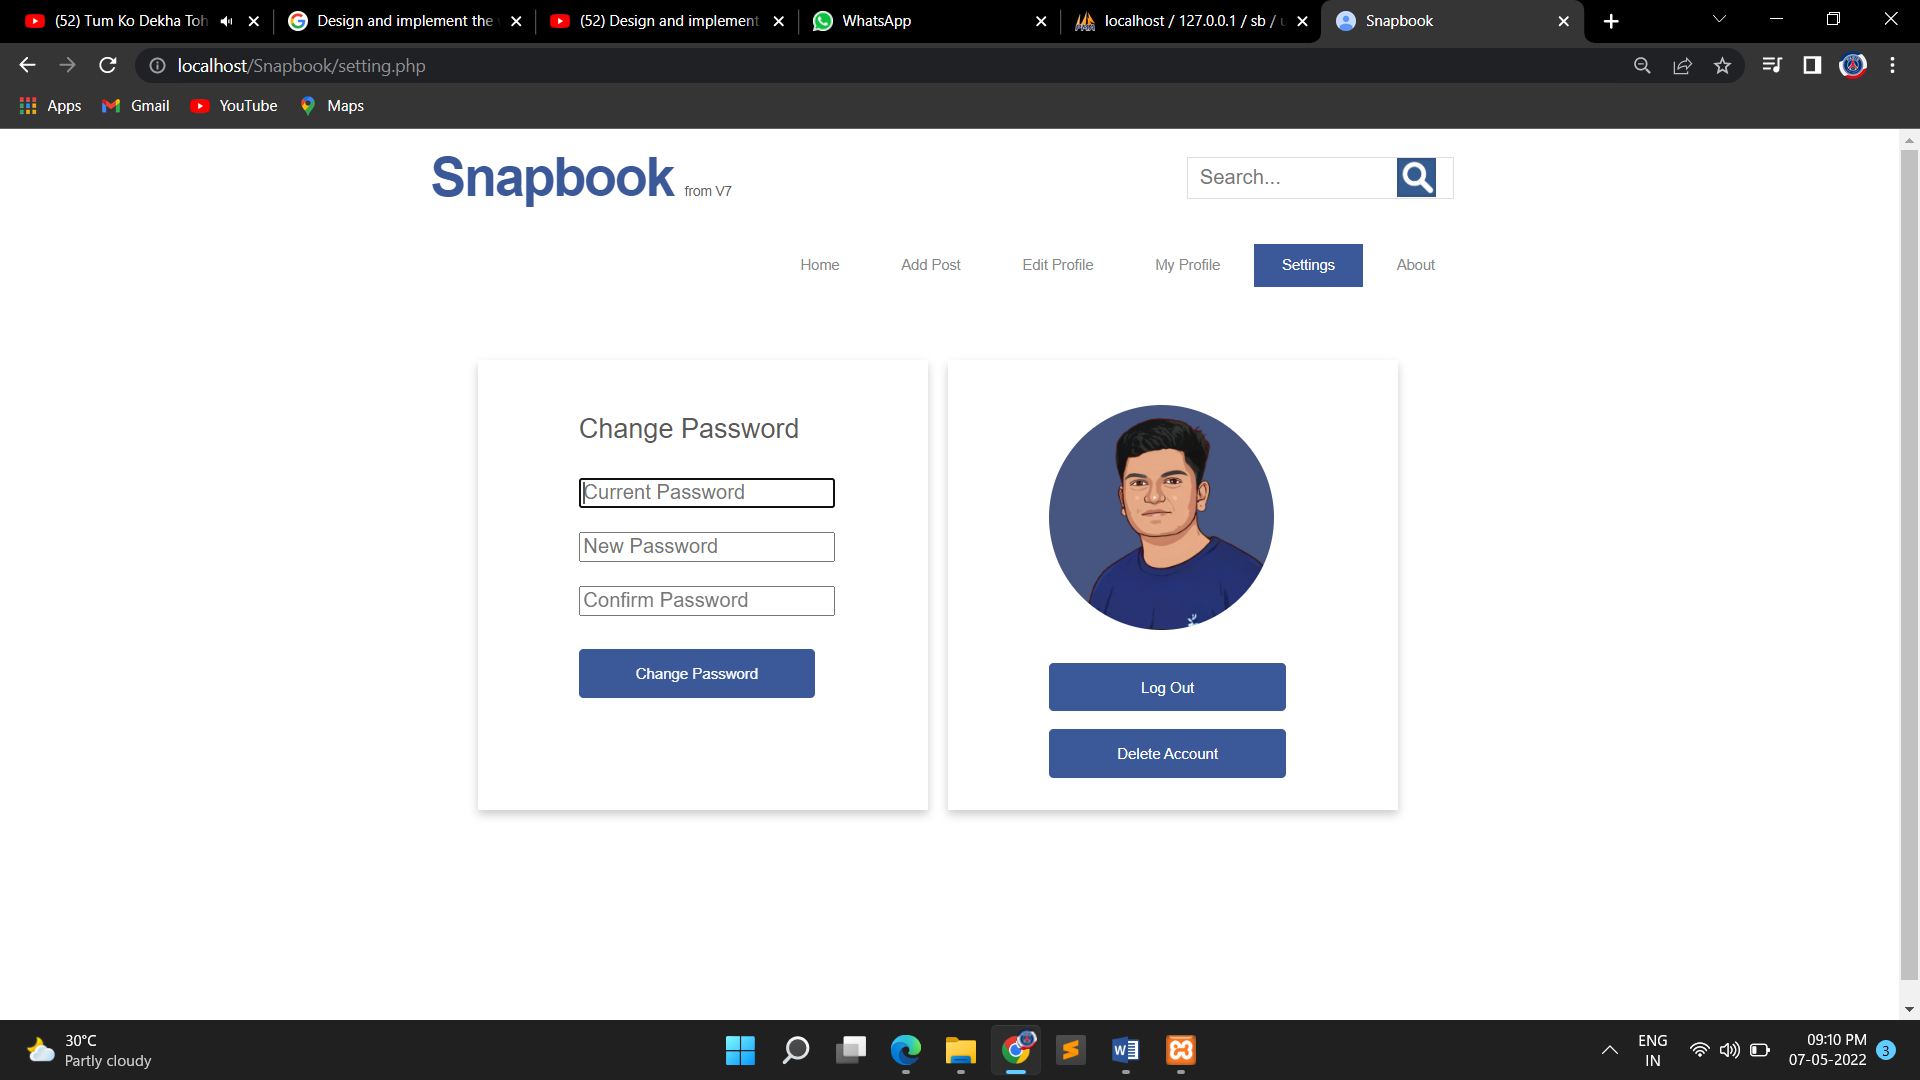 (52) Tum Ko Dekha Toh
Design and implement the
(52) Design and implement
WhatsApp
localhost / 127.0.0.1 / sb /
Snapbook
localhost/Snapbook/setting.php
Apps
Gmail
YouTube
Maps
Snapbook from V7
Search...
Home
Add Post
Edit Profile
My Profile
Settings
About
Change Password
Current Password
New Password
Confirm Password
Change Password
Log Out
Delete Account
30°C
Partly cloudy
ENG
IN
09:10 PM
07-05-2022
3